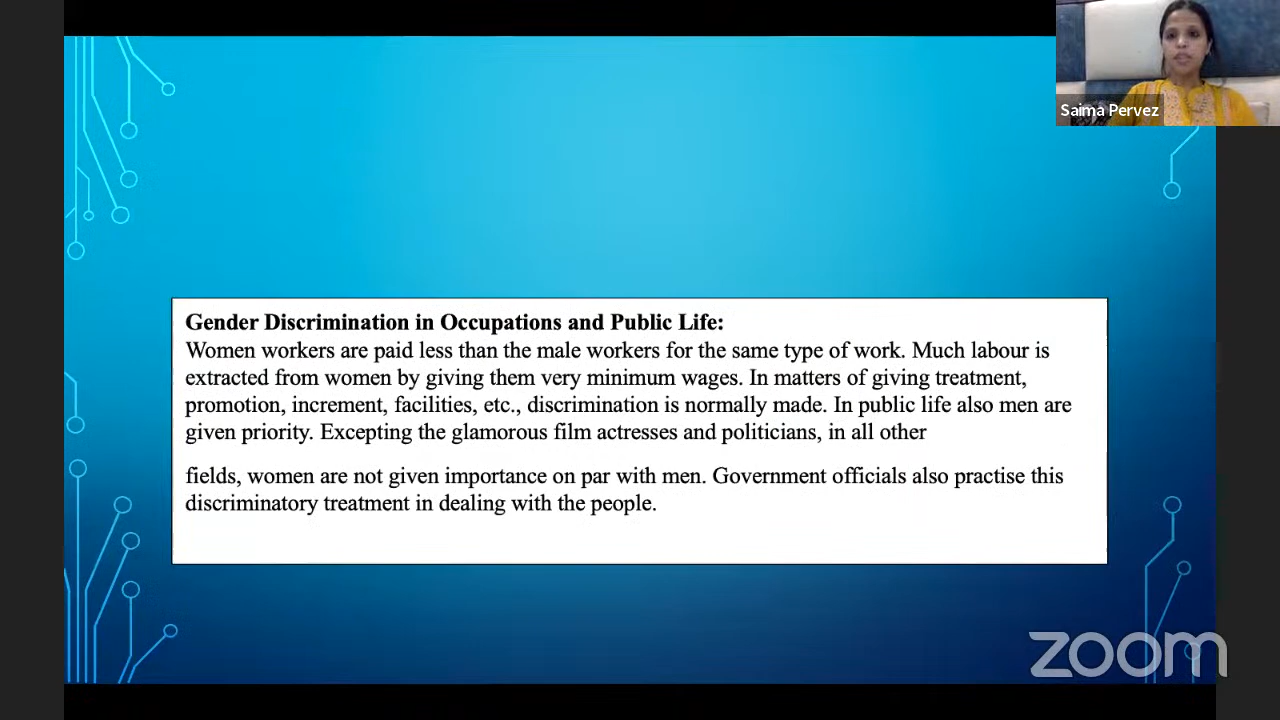 Saima Pervez
Gender Discrimination in Occupations and Public Life:
Women workers are paid less than the male workers for the same type of work. Much labour is
extracted from women by giving them very minimum wages. In matters of giving treatment,
promotion, increment, facilities, etc., discrimination is normally made. In public life also men are
given priority. Excepting the glamorous film actresses and politicians, in all other
fields, women are not given importance on par with men. Government officials also practise this
discriminatory treatment in dealing with the people.
zoom